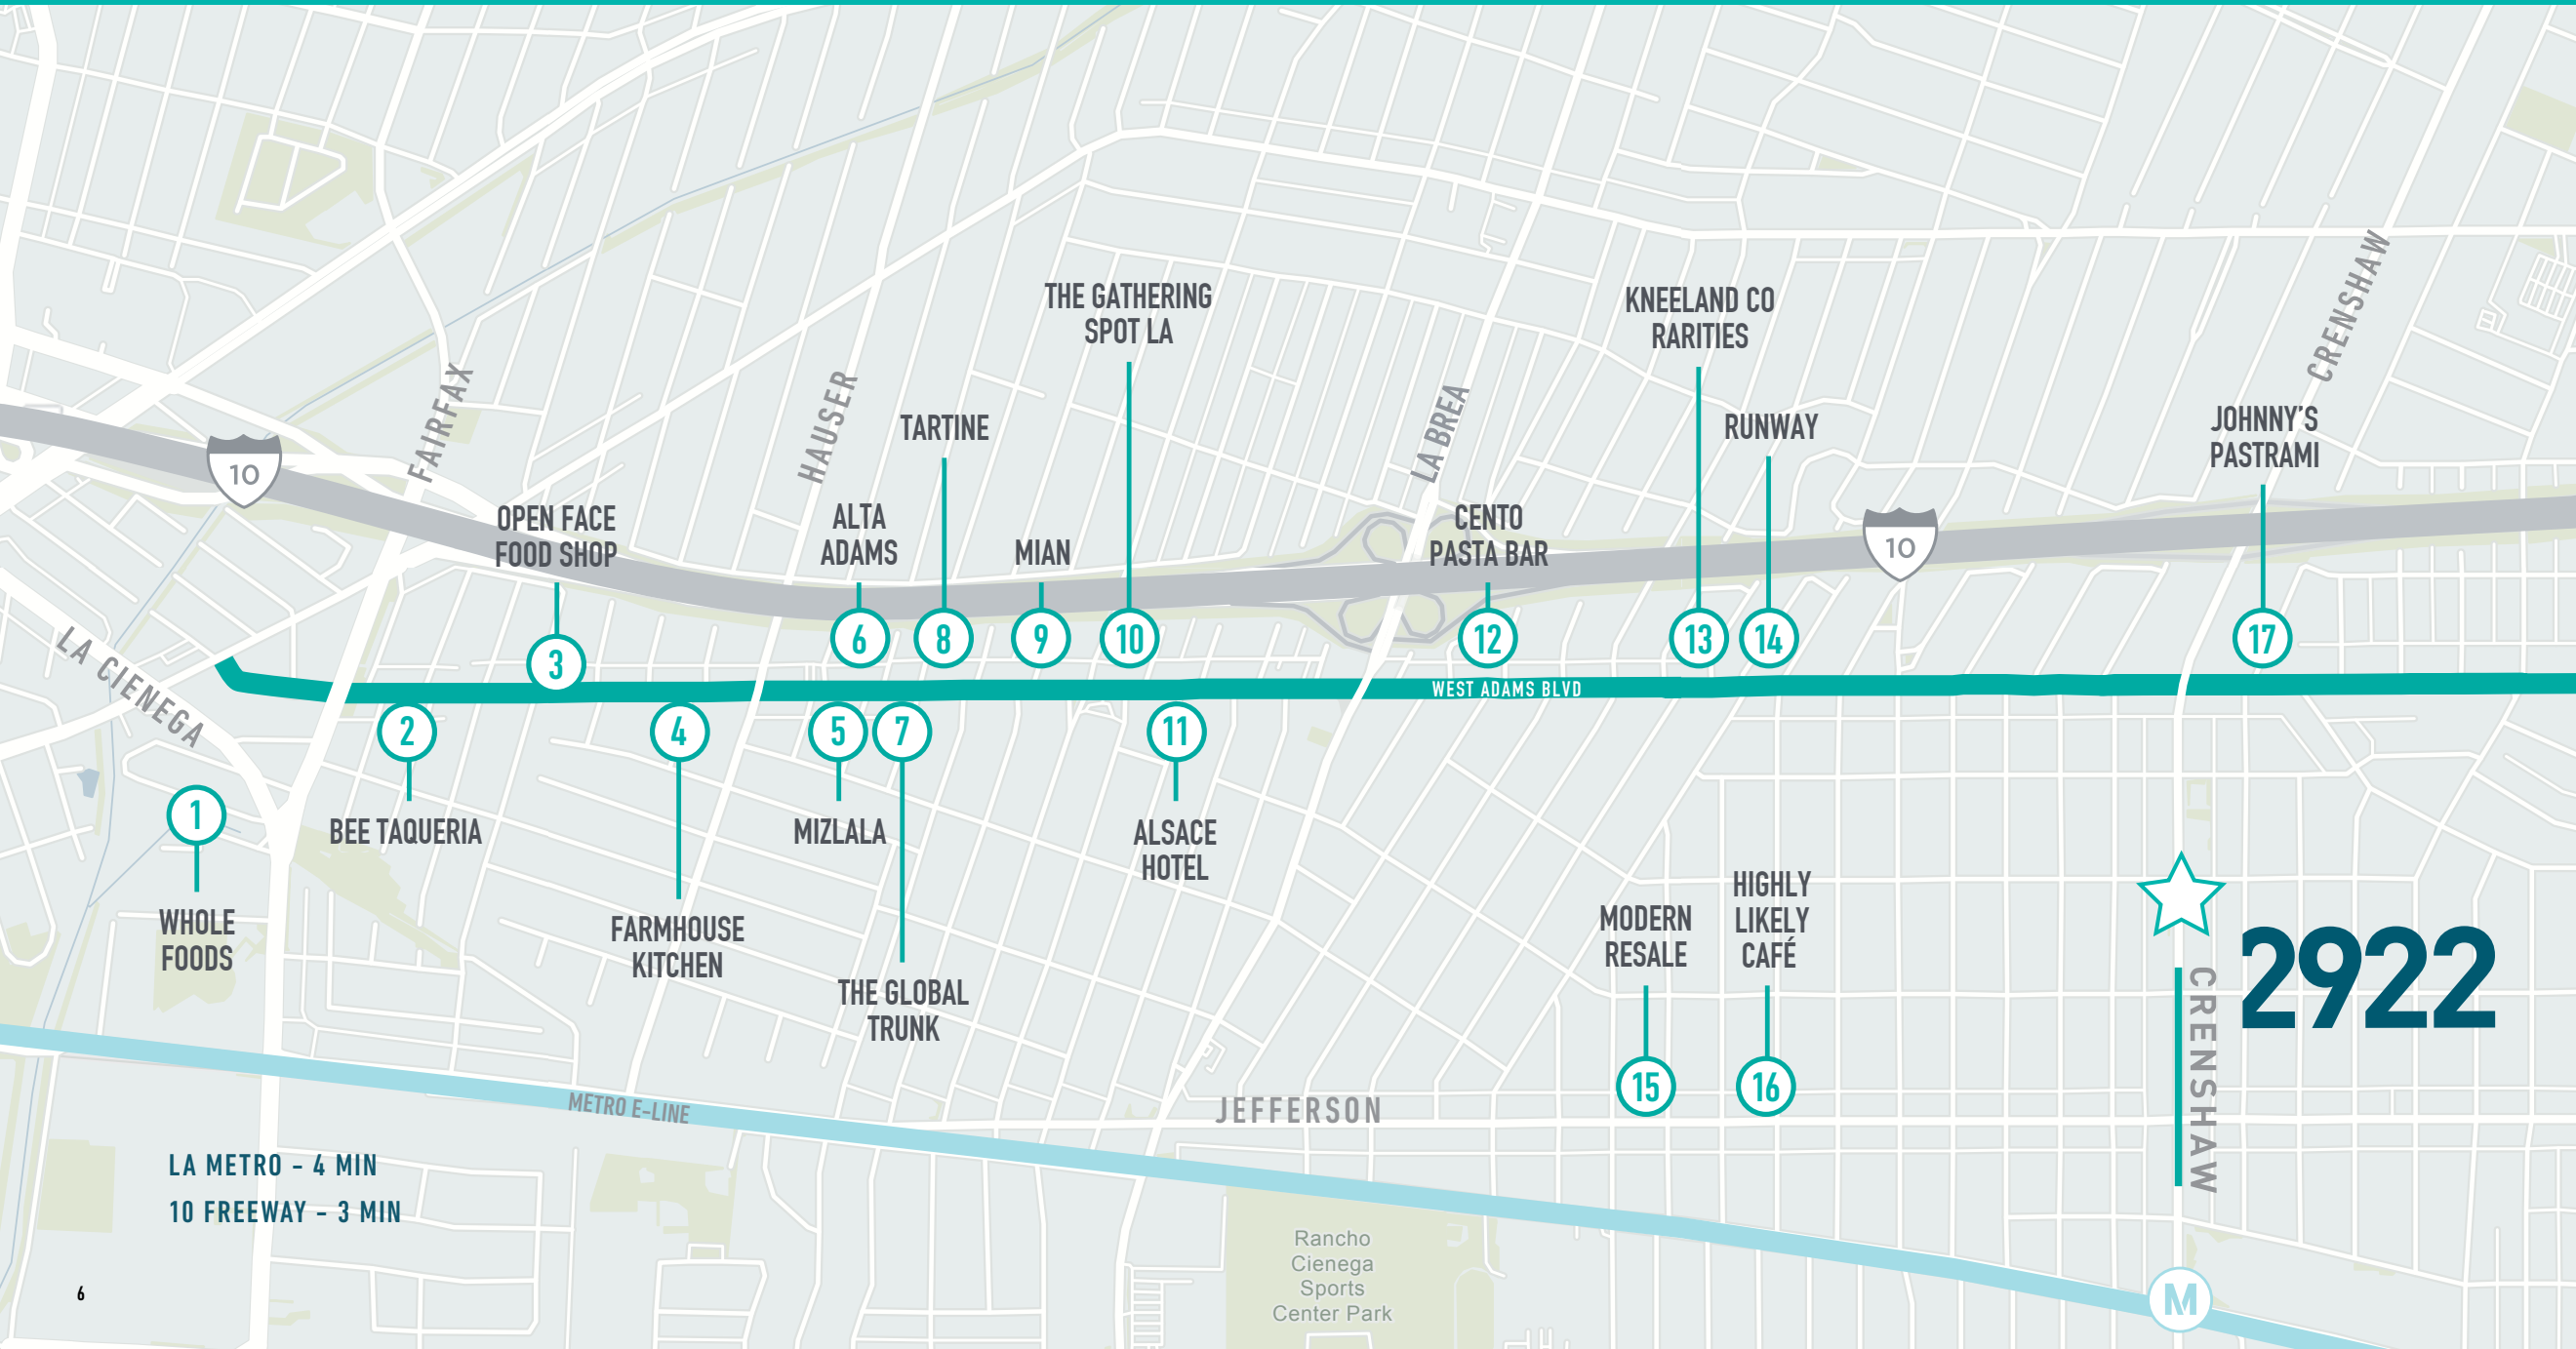 THE GATHERING
SPOT LA
KNEELAND CO
RARITIES
CRENSHAW
FAIRFAX
HAUSER
LA BREA
TARTINE
RUNWAY
JOHNNY'S
PASTRAMI
10
OPEN FACE
FOOD SHOP
ALTA
ADAMS
MIAN
CENTO
PASTA BAR
10
3
6
8
9
10
12
13
14
17
LA CIENEGA
WEST ADAMS BLVD
2
4
5
7
11
1
BEE TAQUERIA
MIZLALA
ALSACE
HOTEL
WHOLE
FOODS
FARMHOUSE
KITCHEN
THE GLOBAL
TRUNK
MODERN
RESALE
HIGHLY
LIKELY
CAFÉ
2922
CRENSHAW
15
16
METRO E-LINE
JEFFERSON
LA METRO - 4 MIN
10 FREEWAY - 3 MIN
Rancho
Cienega
Sports
Center Park
M
6